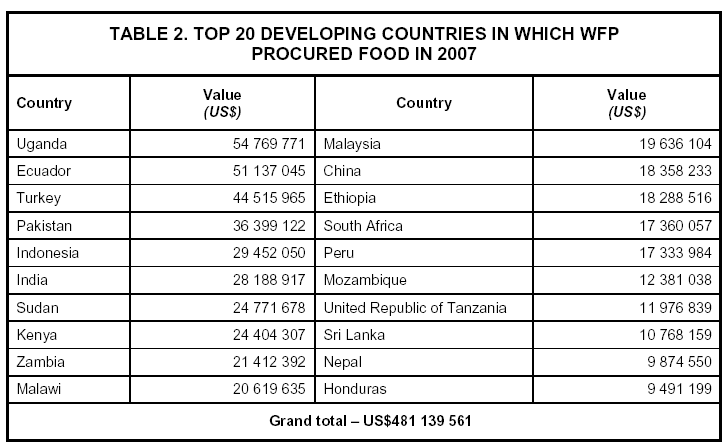 TABLE 2. TOP 20 DEVELOPING COUNTRIES IN WHICH WFP
PROCURED FOOD IN 2007
Country Value (US$) Country Value (US$)
Uganda 54 769 771 Malaysia 19 636 104
Ecuador 51 137 045 China 18 358 233
Turkey 44 515 965 Ethiopia 18 288 516
Pakistan 36 399 122 South Africa 17 360 057
Indonesia 29 452 050 Peru 17 333 984
India 28 188 917 Mozambique 12 381 038
Sudan 24 771 678 United Republic of Tanzania 11 976 839
Kenya 24 404 307 Sri Lanka 10 768 159
Zambia 21 412 392 Nepal 9 874 550
Malawi 20 619 635 Honduras 9 491 199
Grand total – US$481 139 561